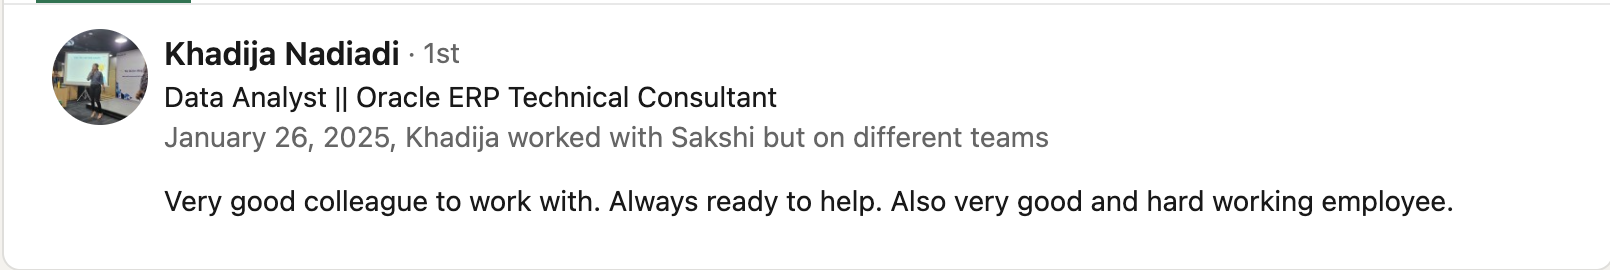 Khadija Nadiadi · 1st
Data Analyst || Oracle ERP Technical Consultant
January 26, 2025, Khadija worked with Sakshi but on different teams
Very good colleague to work with. Always ready to help. Also very good and hard working employee.